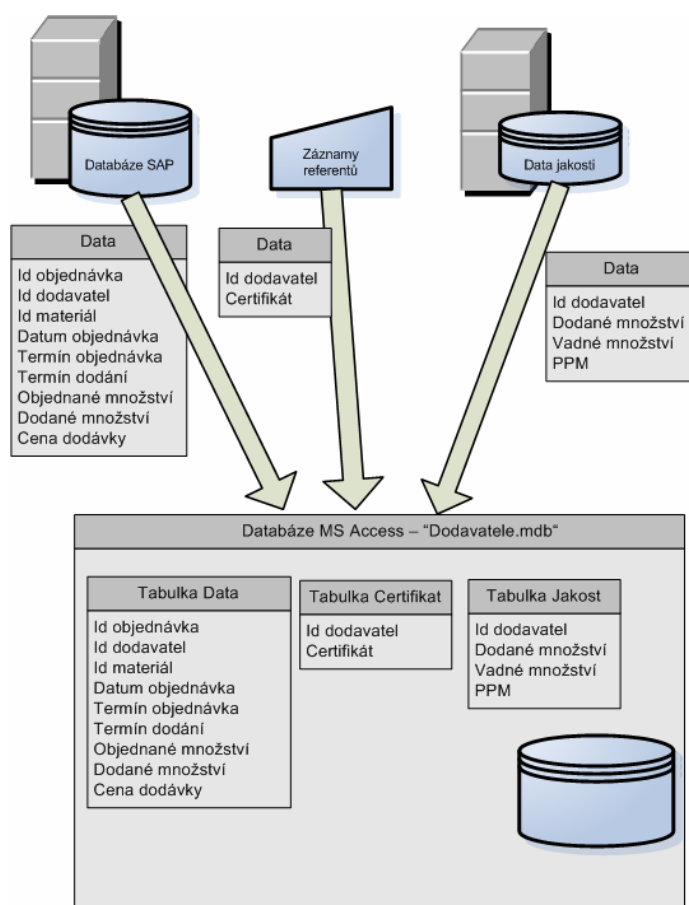 Databáze SAP
Záznamy
referentů
Data jakosti
Data
Id objednávka
Id dodavatel
Id materiál
Datum objednávka
Termín objednávka
Termín dodání
Objednané množství
Dodané množství
Cena dodávky
Data
Id dodavatel
Certifikát
Data
Id dodavatel
Dodané množství
Vadné množství
PPM
Databáze MS Access – "Dodavatele.mdb"
Tabulka Data
Id objednávka
Id dodavatel
Id materiál
Datum objednávka
Termín objednávka
Termín dodání
Objednané množství
Dodané množství
Cena dodávky
Tabulka Certifikat
Id dodavatel
Certifikát
Tabulka Jakost
Id dodavatel
Dodané množství
Vadné množství
PPM